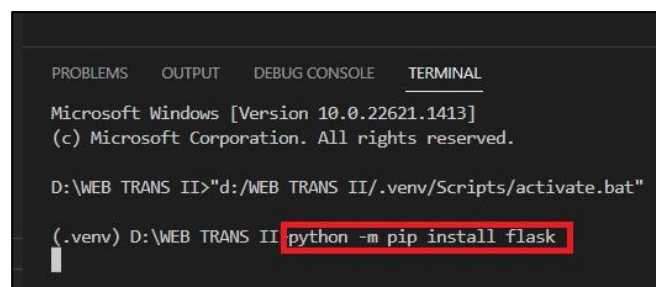 PROBLEMS OUTPUT DEBUG CONSOLE TERMINAL
Microsoft Windows [Version 10.0.22621.1413]
(c) Microsoft Corporation. All rights reserved.
D:\WEB TRANS II>"d:/WEB TRANS II/.venv/Scripts/activate.bat"
(.venv) D:\WEB TRANS II python -m pip install flask